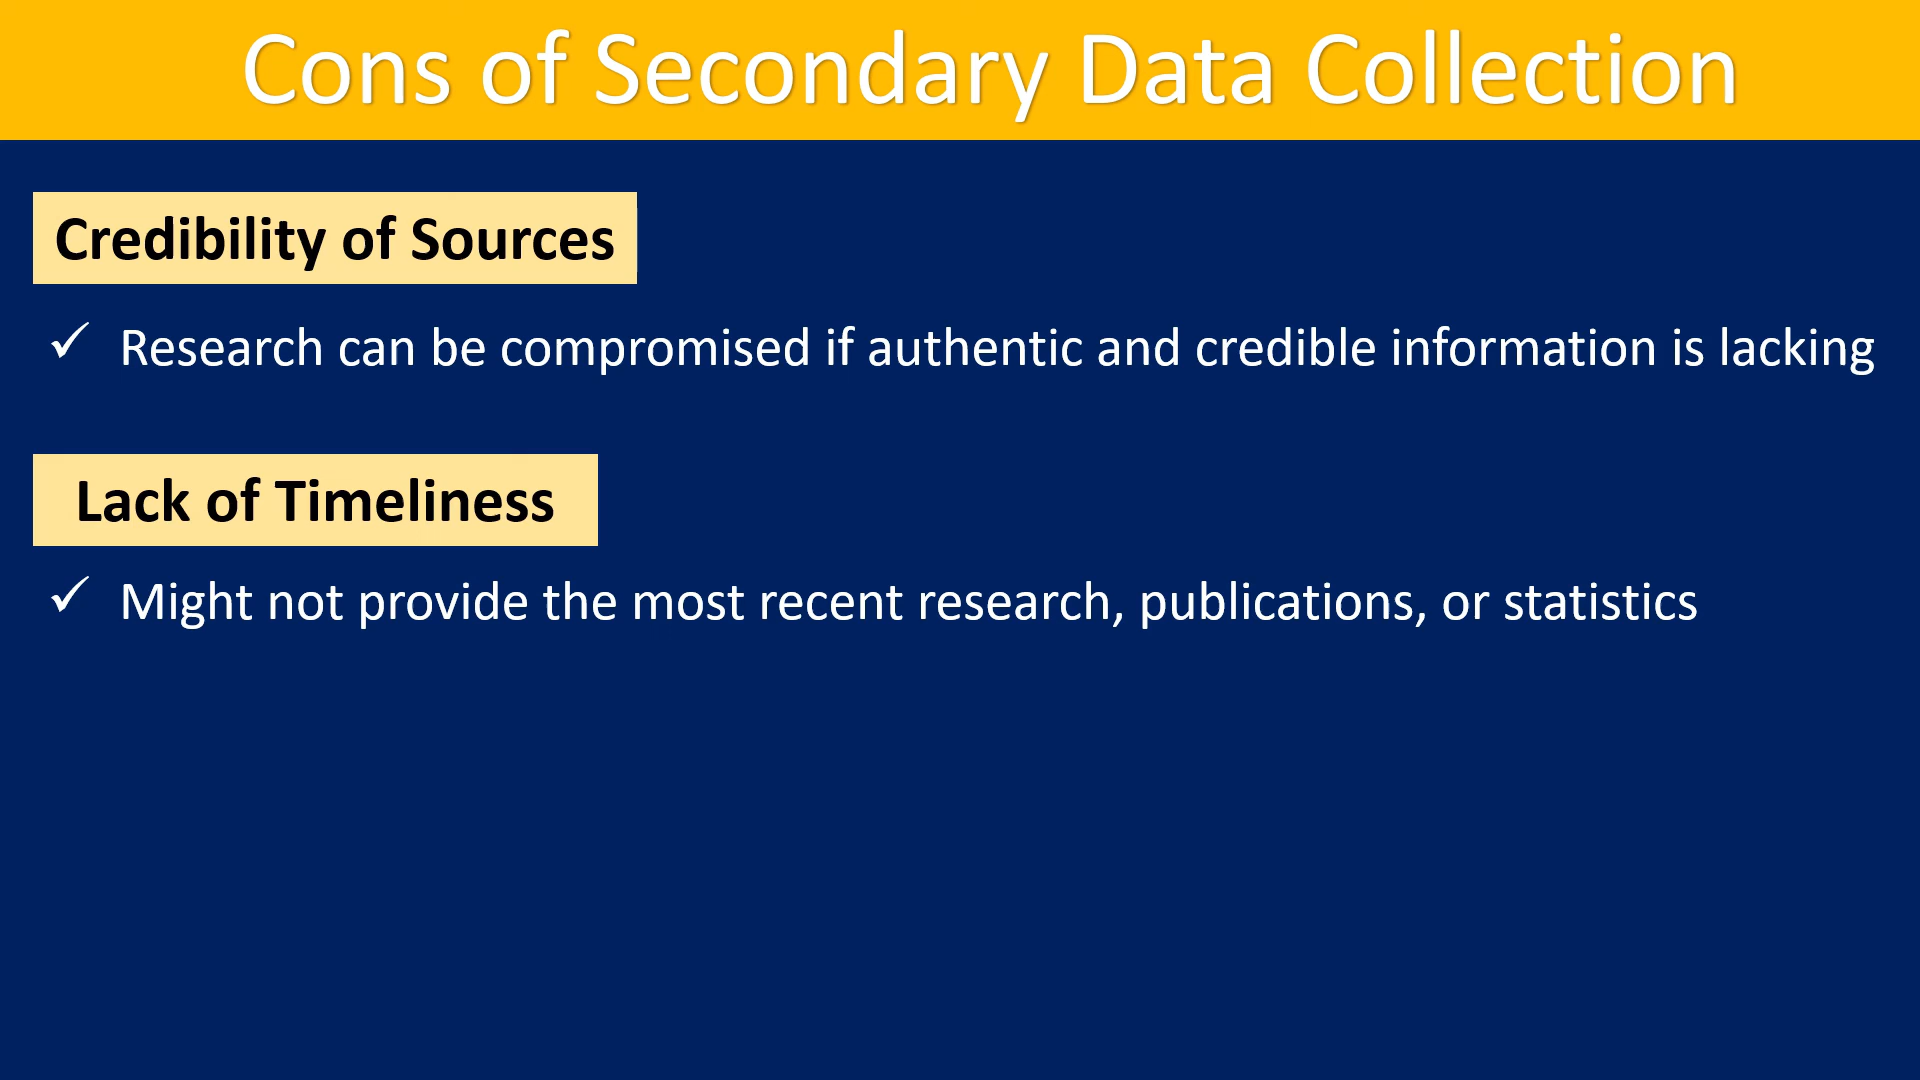 Cons of Secondary Data Collection
Credibility of Sources
✓ Research can be compromised if authentic and credible information is lacking
Lack of Timeliness
✓ Might not provide the most recent research, publications, or statistics